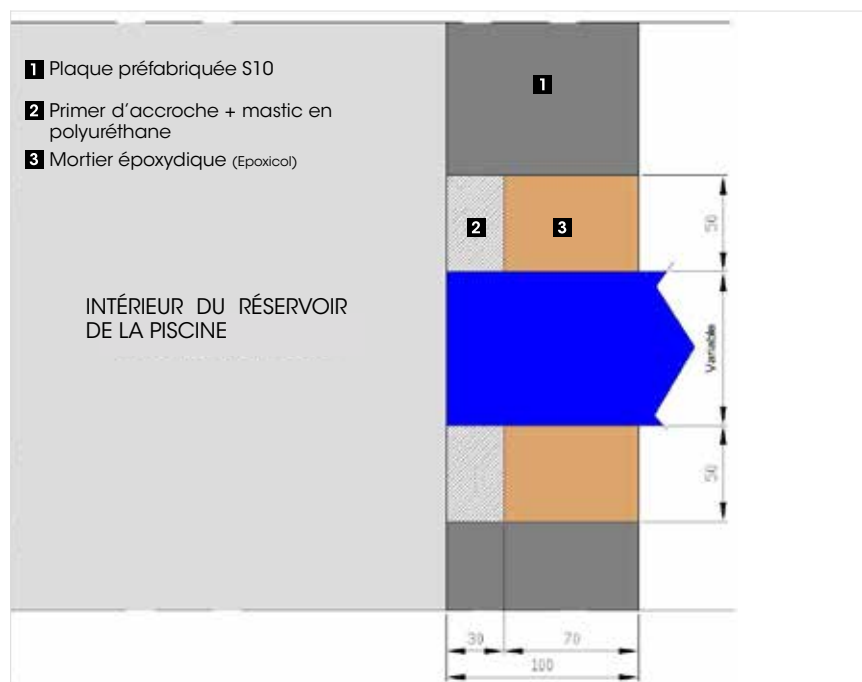 1 Plaque préfabriquée S10
2 Primer d'accroche + mastic en
polyuréthane
3 Mortier époxydique (Epoxicol)
1
2
3
50
INTÉRIEUR DU RÉSERVOIR
DE LA PISCINE
Variable
50
30
70
100